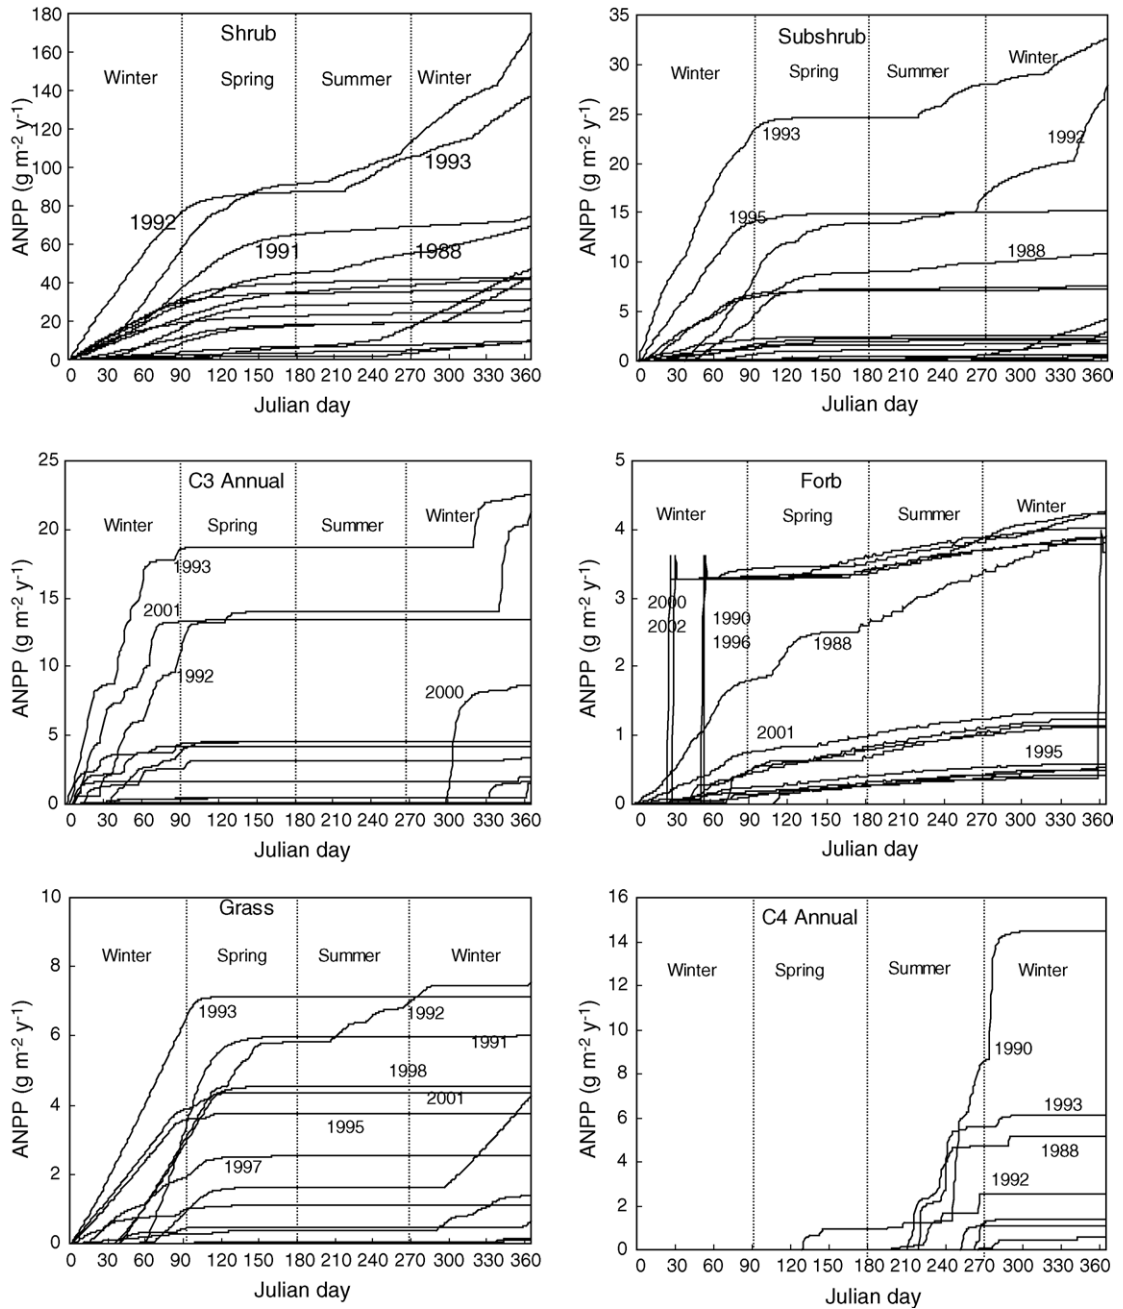 Shrub
Winter
Spring
Summer
Winter
1992
1993
1991
1988
180
160
140
120
100
80
60
40
20
0
ANPP (g m-2 y-1)
0 30 60 90 120 150 180 210 240 270 300 330 360
Julian day
Subshrub
Winter
Spring
Summer
Winter
1993
1992
1995
1988
35
30
25
20
15
10
5
0
ANPP (g m-2 y-1)
0 30 60 90 120 150 180 210 240 270 300 330 360
Julian day
C3 Annual
Winter
Spring
Summer
Winter
1993
2001
1992
2000
25
20
15
10
5
0
ANPP (g m-2 y-1)
0 30 60 90 120 150 180 210 240 270 300 330 360
Julian day
Forb
Winter
Spring
Summer
Winter
2000
2002
1990
1996
1988
2001
1995
5
4
3
2
1
0
ANPP (g m-2 y-1)
0 30 60 90 120 150 180 210 240 270 300 330 360
Julian day
Grass
Winter
Spring
Summer
Winter
1993
1992
1991
1998
2001
1995
1997
10
8
6
4
2
0
ANPP (g m-2 y-1)
0 30 60 90 120 150 180 210 240 270 300 330 360
Julian day
C4 Annual
Winter
Spring
Summer
Winter
1990
1993
1988
1992
16
14
12
10
8
6
4
2
0
ANPP (g m-2 y-1)
0 30 60 90 120 150 180 210 240 270 300 330 360
Julian day